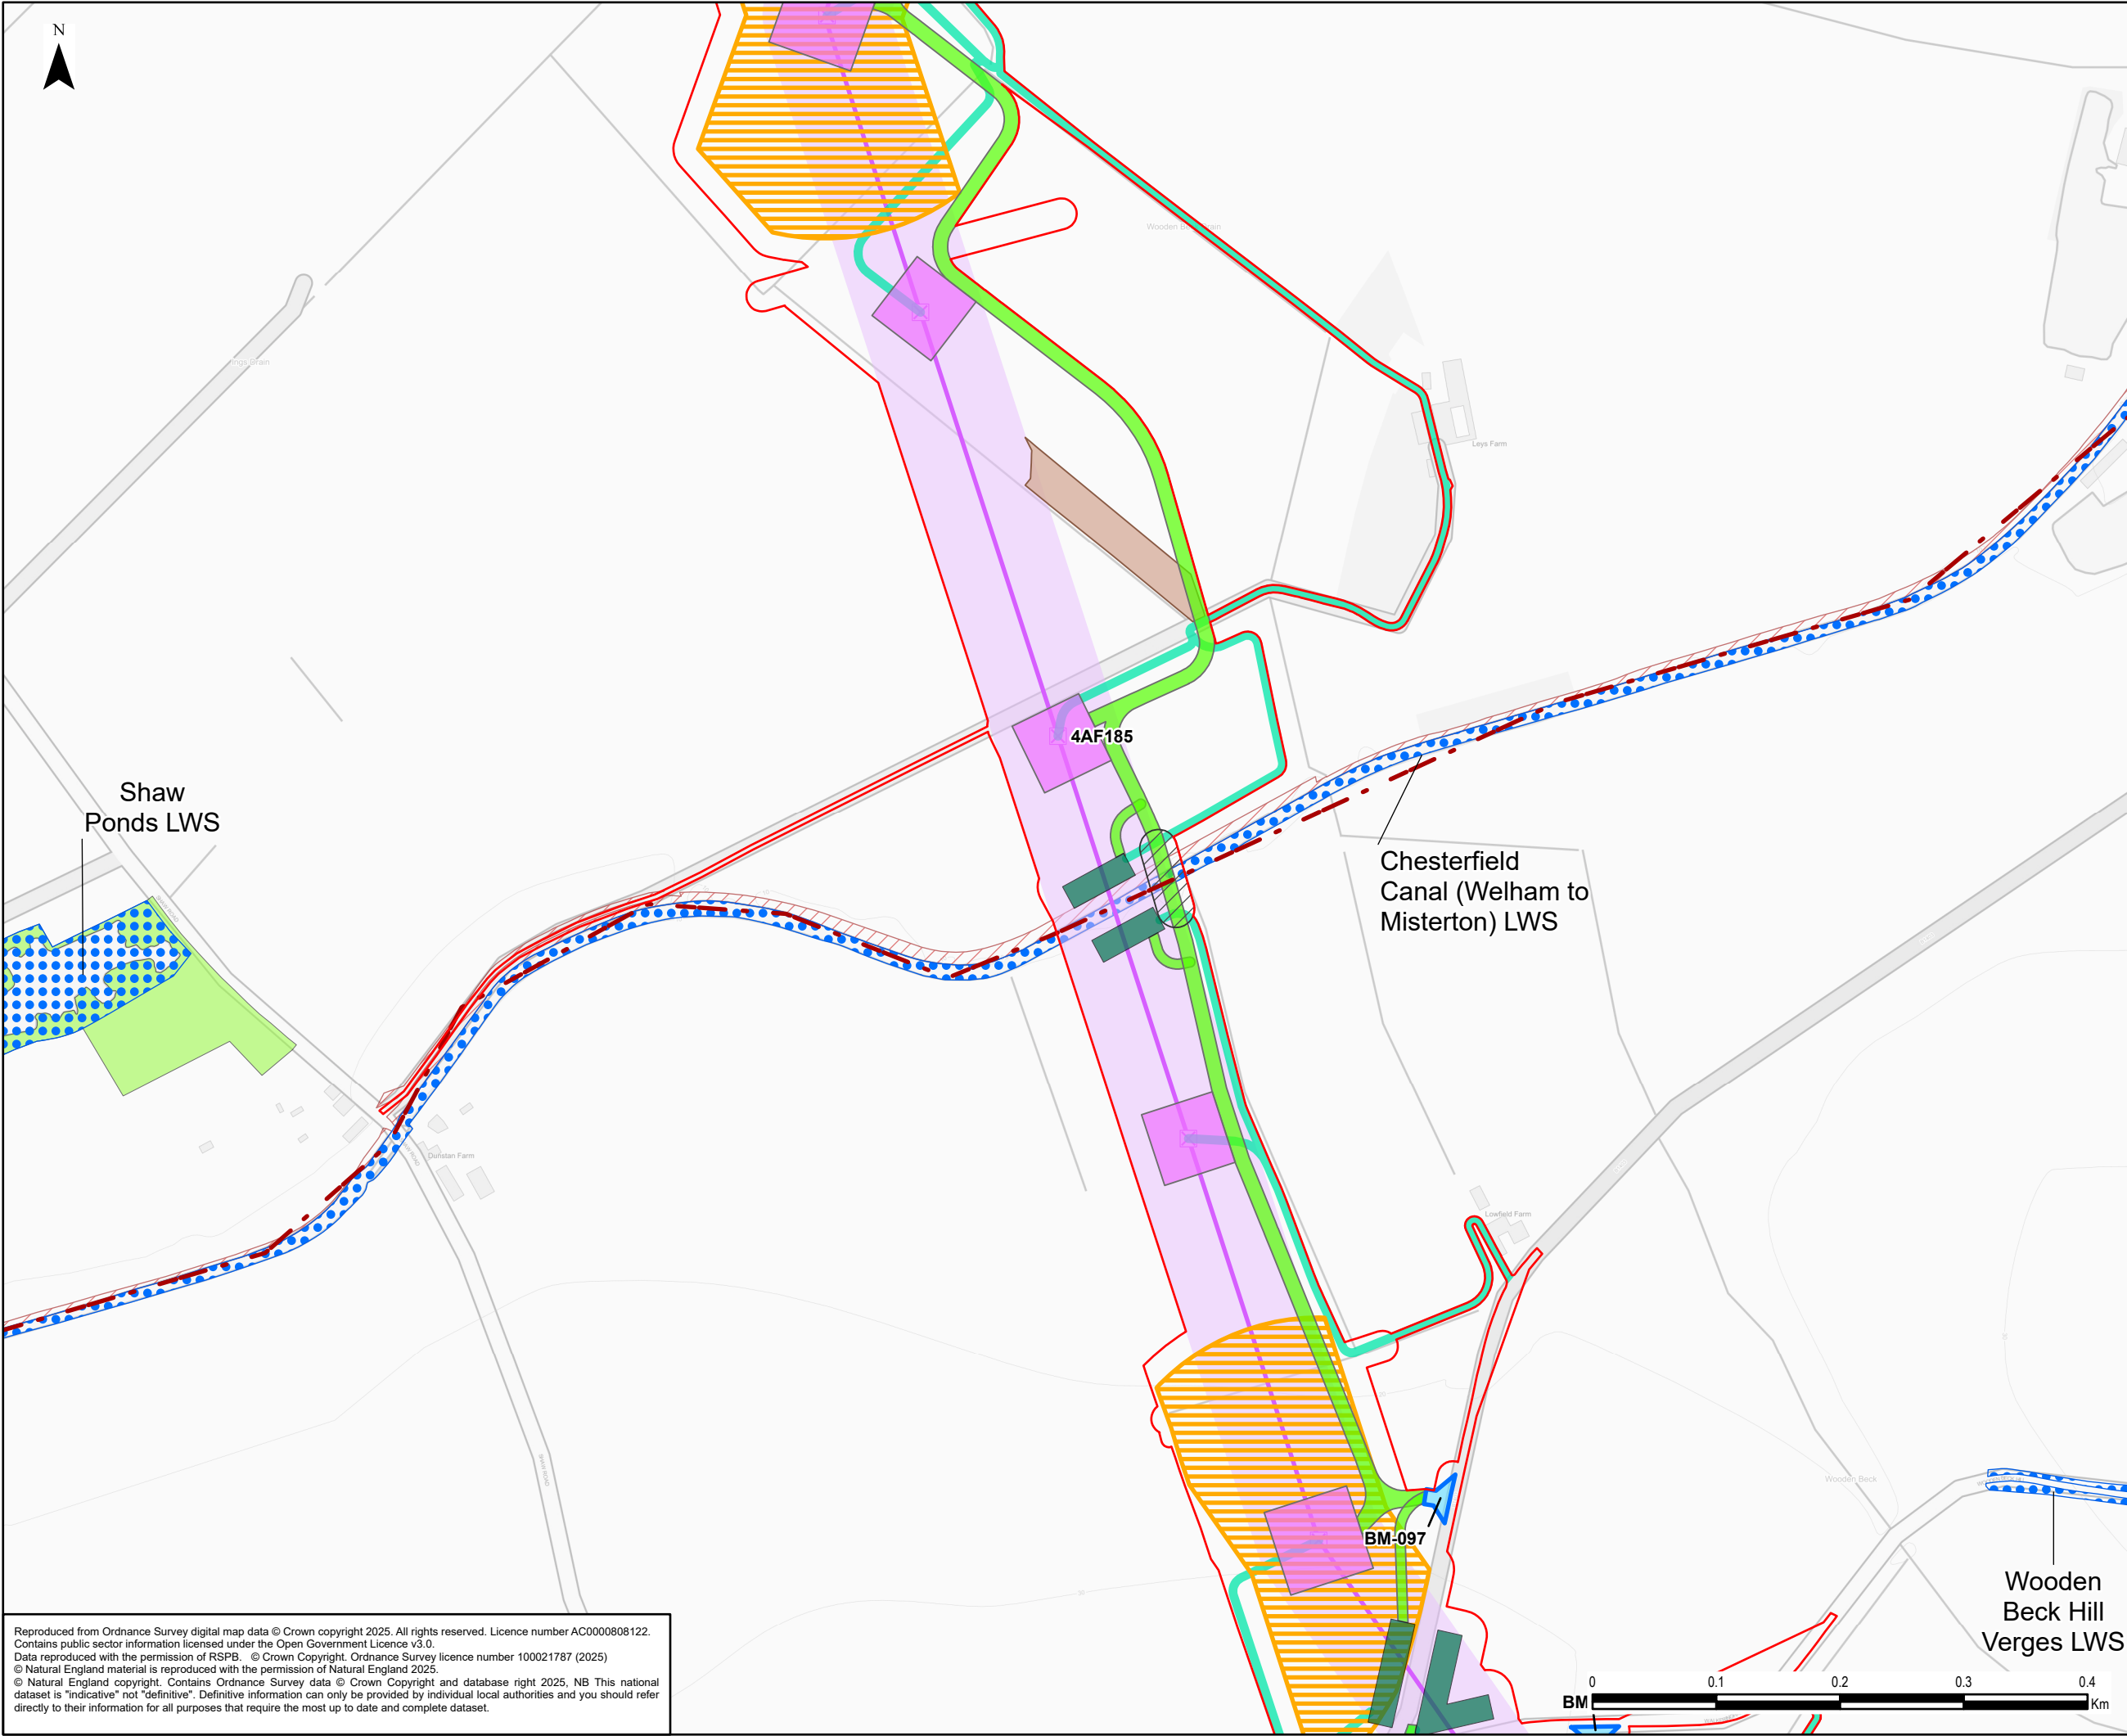 N
Leys Farm
4AF185
Shaw
Ponds LWS
Chesterfield
Canal (Welham to
Misterton) LWS
Dunstan Farm
Lowfield Farm
Wooden Beck
BM-097
Wooden
Beck Hill
Verges LWS
Reproduced from Ordnance Survey digital map data © Crown copyright 2025. All rights reserved. Licence number AC0000808122.
Contains public sector information licensed under the Open Government Licence v3.0.
Data reproduced with the permission of RSPB. © Crown Copyright. Ordnance Survey licence number 100021787 (2025)
© Natural England material is reproduced with the permission of Natural England 2025.
© Natural England copyright. Contains Ordnance Survey data © Crown Copyright and database right 2025, NB This national
dataset is "indicative" not "definitive". Definitive information can only be provided by individual local authorities and you should refer
directly to their information for all purposes that require the most up to date and complete dataset.
0 0.1 0.2 0.3 0.4
BM
Km